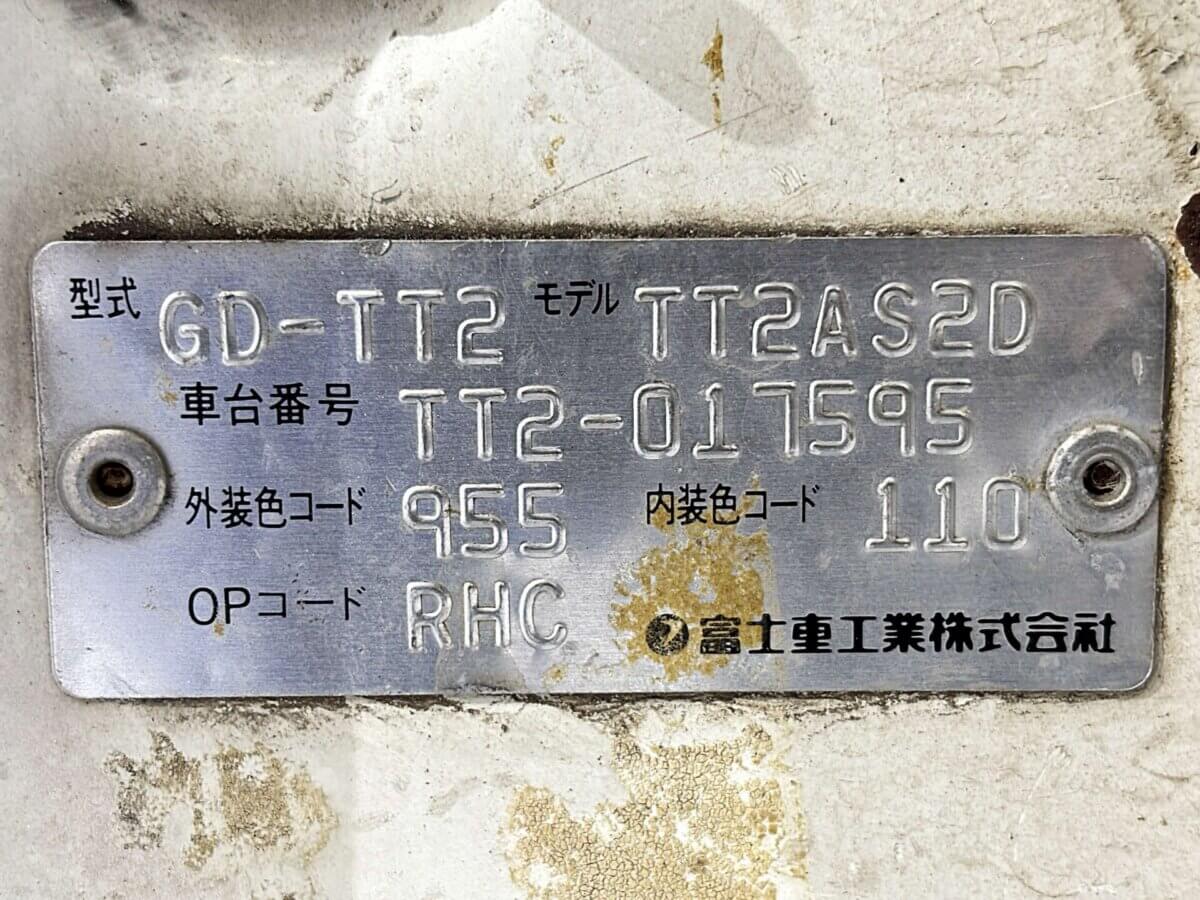 型式 GD-TT2 モデル TT2AS2D
車台番号 TT2-017595
外装色コード 955 内装色コード 110
OPコード RHC 富士重工業株式会社